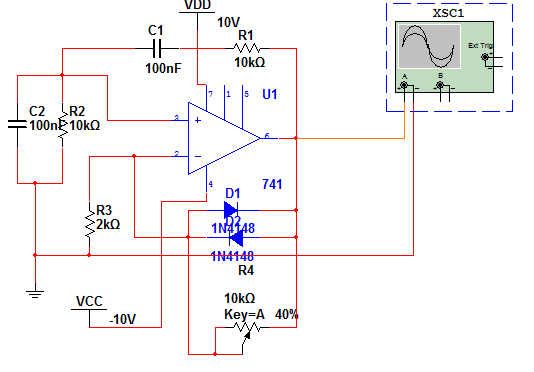 XSC1
VDD
10V
C1
100nF
R1
10kΩ
Ext Trig
A
B
U1
7
1
5
C2
100nF
R2
10kΩ
3
+
2
−
6
4
741
R3
2kΩ
D1
1N4148
D2
1N4148
R4
10kΩ
Key=A
40%
VCC
-10V